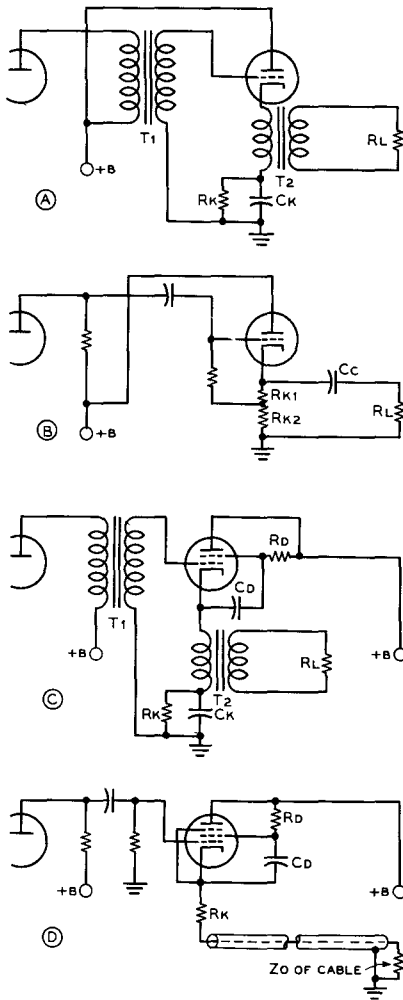 T1
+B
T2
RL
RK
CK
A
CC
RK1
RK2
RL
+B
B
RD
CD
+B
T1
+B
T2
RL
RK
CK
C
RD
CD
+B
+B
RK
D
ZO OF CABLE